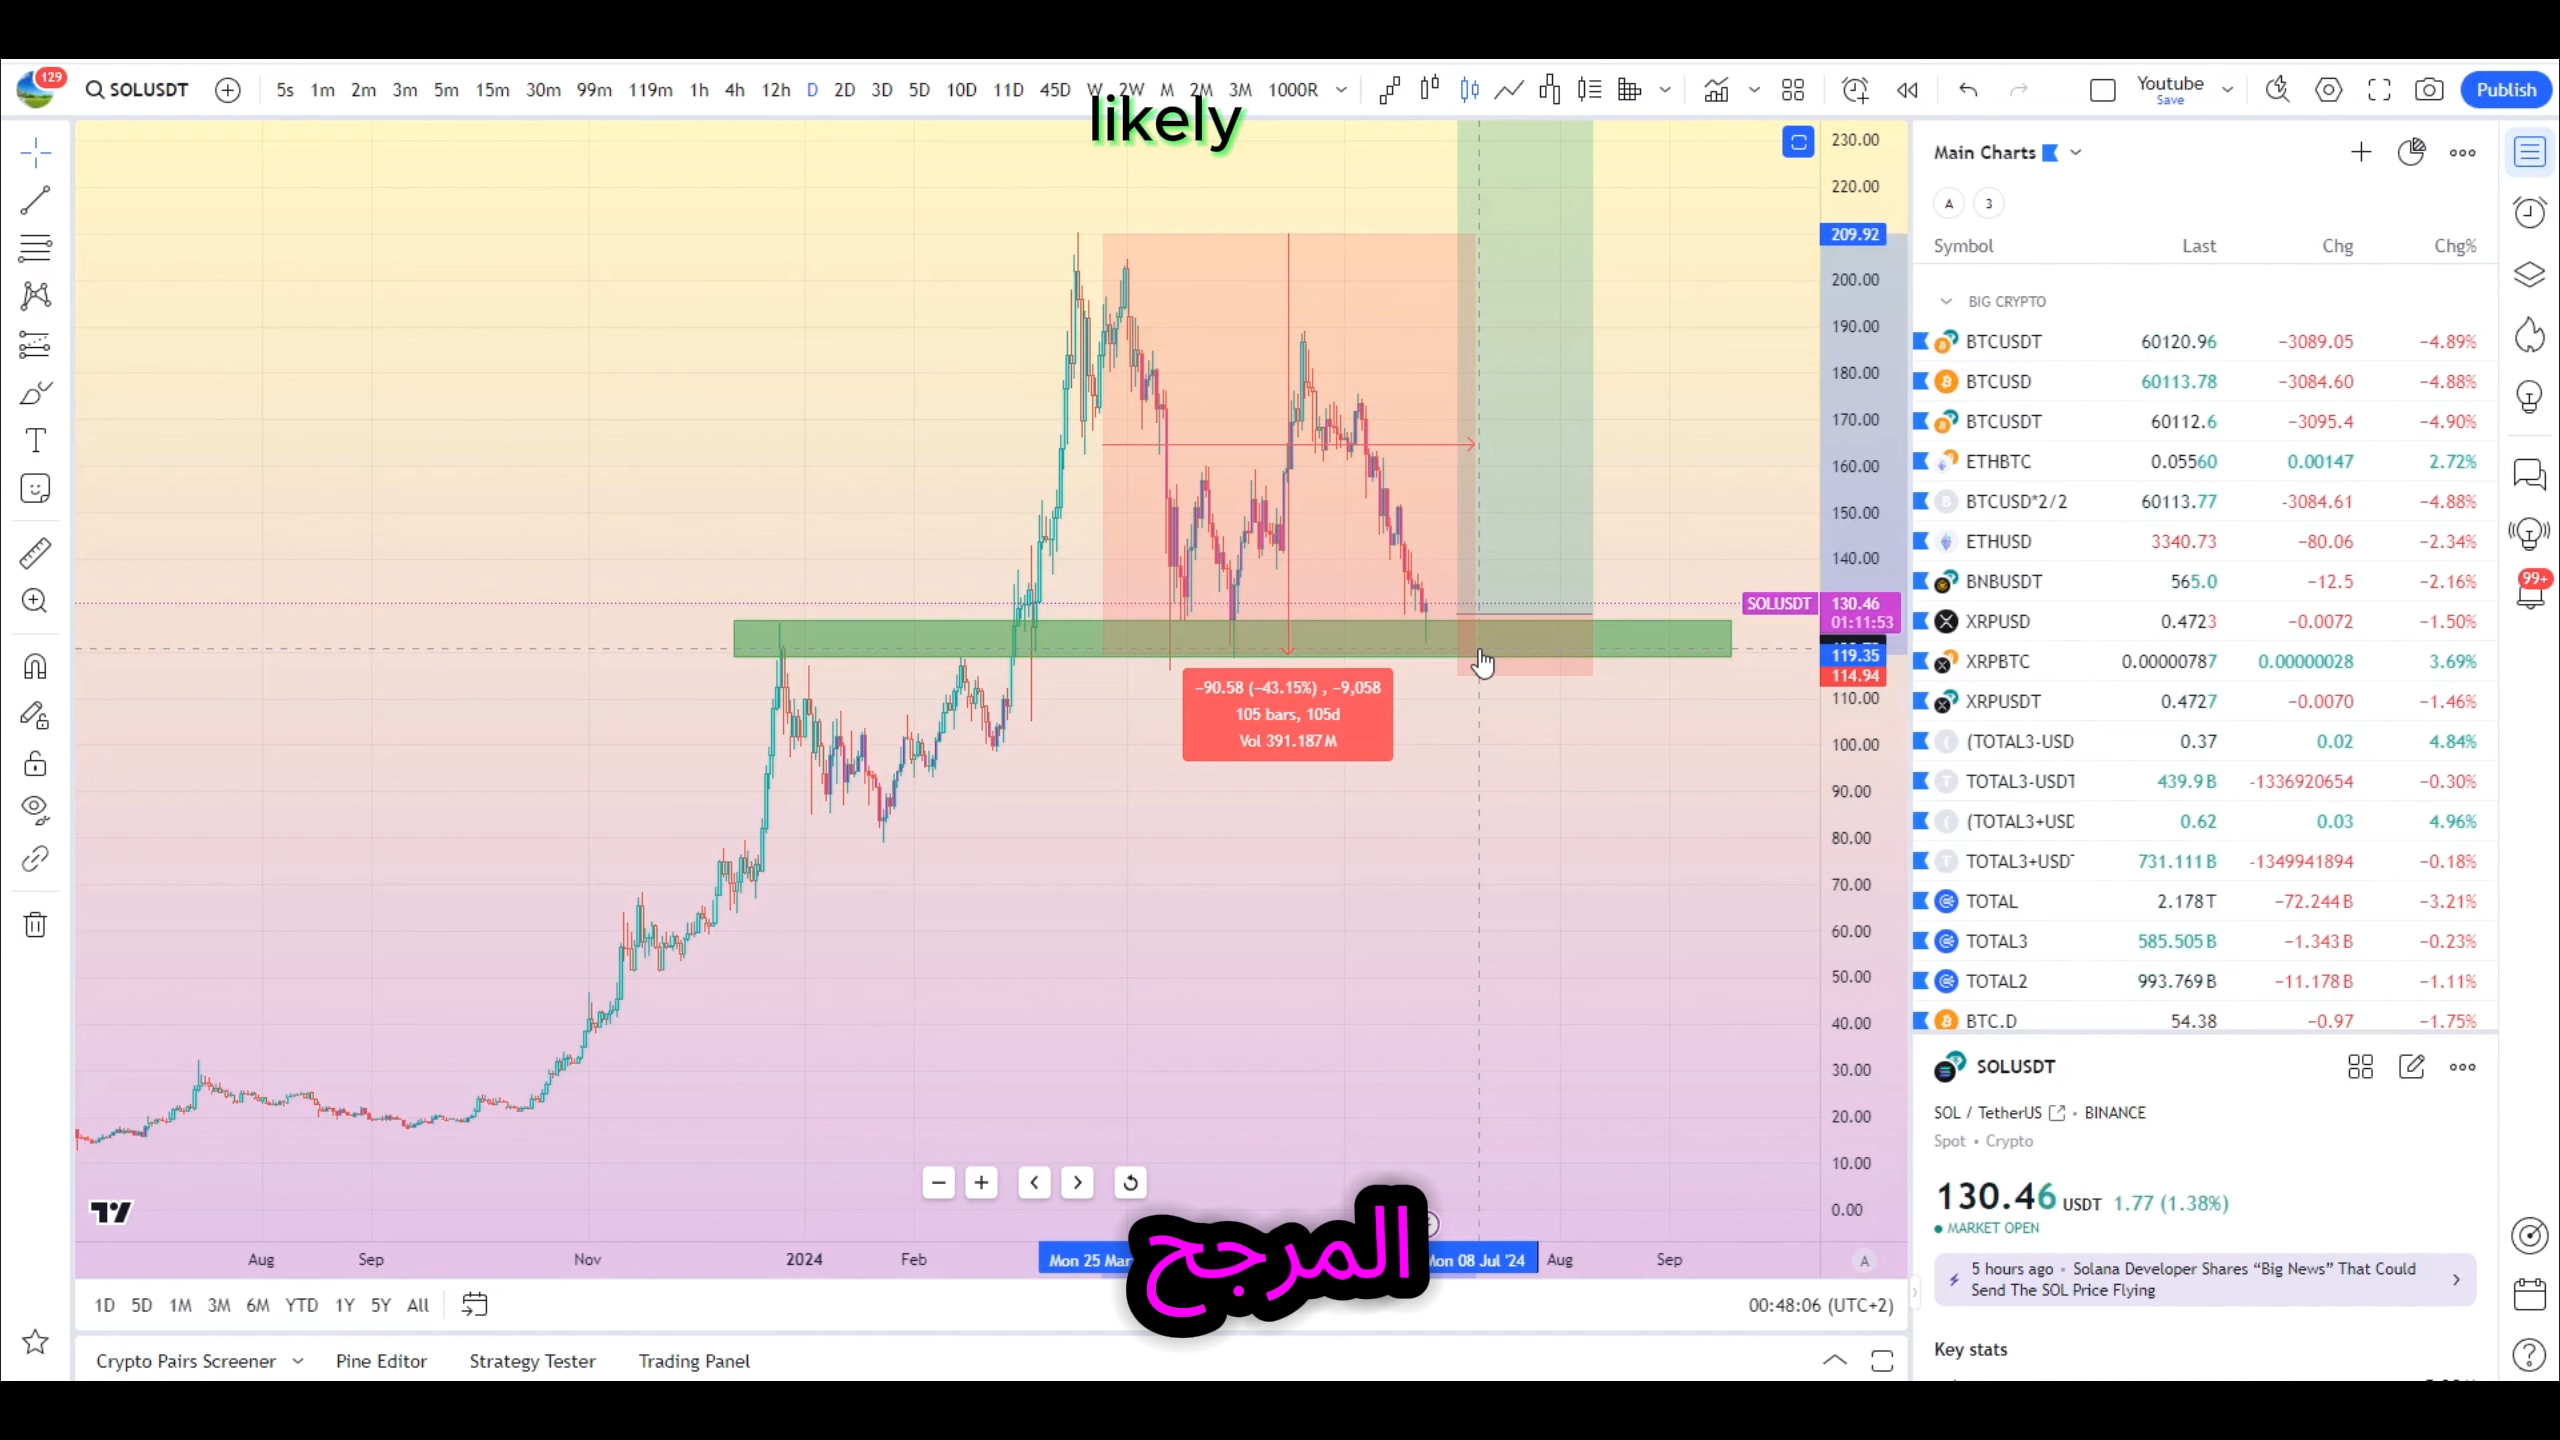 129 SOLUSDT 5s 1m 2m 3m 5m 15m 30m 99m 119m 1h 4h 12h D 2D 3D 5D 10D 11D 45D W 2W M 2M 3M 1000R Youtube Save Publish
likely
230.00
220.00
209.92
200.00
190.00
180.00
170.00
160.00
150.00
140.00
SOLUSDT 130.46
01:11:53
119.35
114.94
110.00
100.00
90.00
80.00
70.00
60.00
50.00
40.00
30.00
20.00
10.00
0.00
−90.58 (−43.15%) , −9,058
105 bars, 105d
Vol 391.187 M
Aug Sep Nov 2024 Feb Mon 25 Mar Mon 08 Jul '24 Aug Sep A
المرجح
1D 5D 1M 3M 6M YTD 1Y 5Y All 00:48:06 (UTC+2)
Crypto Pairs Screener Pine Editor Strategy Tester Trading Panel
Main Charts
A 3
Symbol Last Chg Chg%
BIG CRYPTO
BTCUSDT 60120.96 −3089.05 −4.89%
BTCUSD 60113.78 −3084.60 −4.88%
BTCUSDT 60112.6 −3095.4 −4.90%
ETHBTC 0.05560 0.00147 2.72%
BTCUSD*2/2 60113.77 -3084.61 −4.88%
ETHUSD 3340.73 −80.06 −2.34%
BNBUSDT 565.0 −12.5 −2.16%
XRPUSD 0.4723 −0.0072 −1.50%
XRPBTC 0.00000787 0.00000028 3.69%
XRPUSDT 0.4727 −0.0070 −1.46%
(TOTAL3-USD 0.37 0.02 4.84%
TOTAL3-USDT 439.9 B -1336920654 −0.30%
(TOTAL3+USD 0.62 0.03 4.96%
TOTAL3+USDT 731.111 B -1349941894 −0.18%
TOTAL 2.178 T −72.244 B −3.21%
TOTAL3 585.505 B −1.343 B −0.23%
TOTAL2 993.769 B −11.178 B −1.11%
BTC.D 54.38 −0.97 −1.75%
SOLUSDT
SOL / TetherUS • BINANCE
Spot • Crypto
130.46 USDT 1.77 (1.38%)
MARKET OPEN
5 hours ago • Solana Developer Shares “Big News” That Could
Send The SOL Price Flying
Key stats
99+